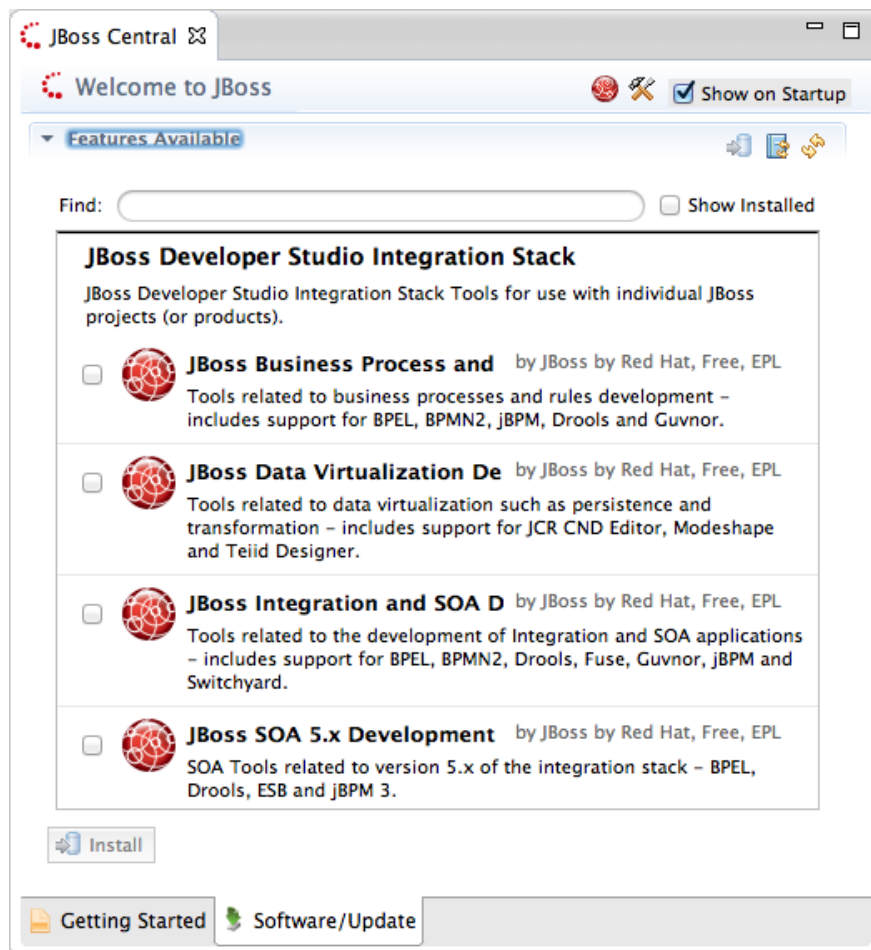 JBoss Central
Welcome to JBoss
Show on Startup
Features Available
Find:
Show Installed
JBoss Developer Studio Integration Stack
JBoss Developer Studio Integration Stack Tools for use with individual JBoss
projects (or products).
JBoss Business Process and by JBoss by Red Hat, Free, EPL
Tools related to business processes and rules development –
includes support for BPEL, BPMN2, jBPM, Drools and Guvnor.
JBoss Data Virtualization De by JBoss by Red Hat, Free, EPL
Tools related to data virtualization such as persistence and
transformation – includes support for JCR CND Editor, Modeshape
and Teiid Designer.
JBoss Integration and SOA D by JBoss by Red Hat, Free, EPL
Tools related to the development of Integration and SOA applications
– includes support for BPEL, BPMN2, Drools, Fuse, Guvnor, jBPM and
Switchyard.
JBoss SOA 5.x Development by JBoss by Red Hat, Free, EPL
SOA Tools related to version 5.x of the integration stack – BPEL,
Drools, ESB and jBPM 3.
Install
Getting Started Software/Update